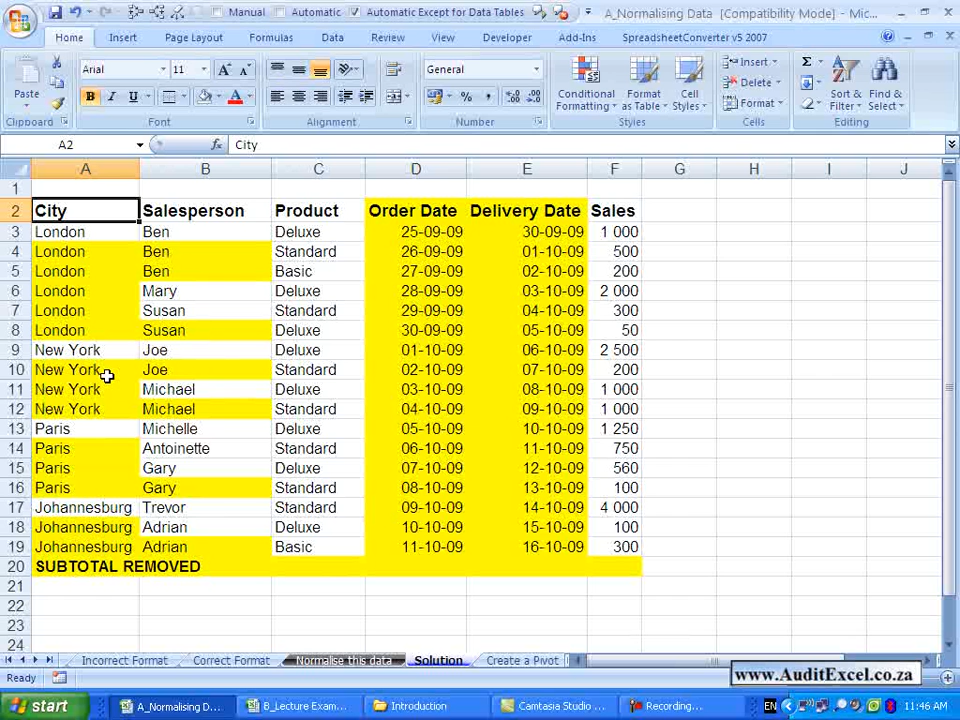 Manual Automatic Automatic Except for Data Tables A_Normalising Data [Compatibility Mode] - Mic...
Home Insert Page Layout Formulas Data Review View Developer Add-Ins SpreadsheetConverter v5 2007
Arial 11 General Insert
Paste Conditional Format Cell Delete Sort & Find &
B I U Formatting as Table Styles Format Filter Select
Clipboard Font Alignment Number Styles Cells Editing
A2 fx City
A B C D E F G H I J
1
2 City Salesperson Product Order Date Delivery Date Sales
3 London Ben Deluxe 25-09-09 30-09-09 1 000
4 London Ben Standard 26-09-09 01-10-09 500
5 London Ben Basic 27-09-09 02-10-09 200
6 London Mary Deluxe 28-09-09 03-10-09 2 000
7 London Susan Standard 29-09-09 04-10-09 300
8 London Susan Deluxe 30-09-09 05-10-09 50
9 New York Joe Deluxe 01-10-09 06-10-09 2 500
10 New York Joe Standard 02-10-09 07-10-09 200
11 New York Michael Deluxe 03-10-09 08-10-09 1 000
12 New York Michael Standard 04-10-09 09-10-09 1 000
13 Paris Michelle Deluxe 05-10-09 10-10-09 1 250
14 Paris Antoinette Standard 06-10-09 11-10-09 750
15 Paris Gary Deluxe 07-10-09 12-10-09 560
16 Paris Gary Standard 08-10-09 13-10-09 100
17 Johannesburg Trevor Standard 09-10-09 14-10-09 4 000
18 Johannesburg Adrian Deluxe 10-10-09 15-10-09 100
19 Johannesburg Adrian Basic 11-10-09 16-10-09 300
20 SUBTOTAL REMOVED
21
22
23
24
Incorrect Format Correct Format Normalise this data Solution Create a Pivot
Ready www.AuditExcel.co.za
start A_Normalising D... B_Lecture Exam... Introduction Camtasia Studio ... Recording... EN 11:46 AM